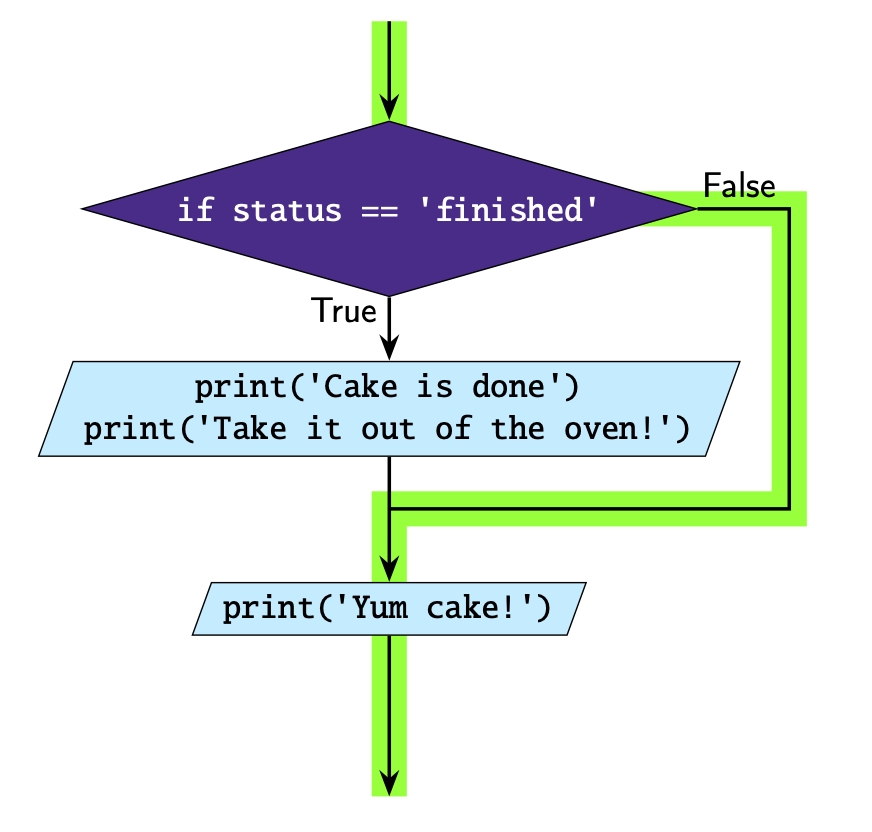 if status == 'finished'
False
True
print('Cake is done')
print('Take it out of the oven!')
print('Yum cake!')